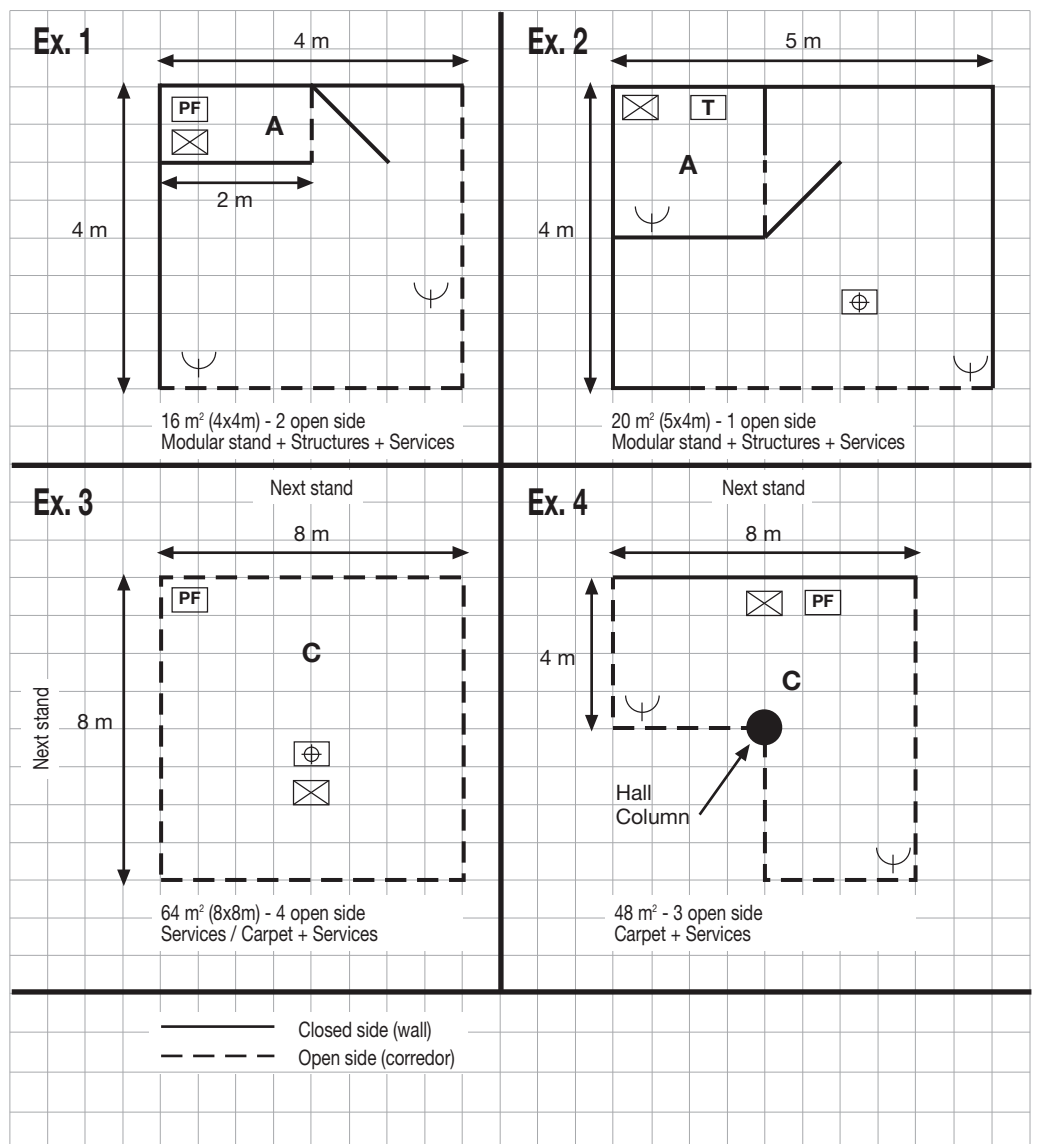 Ex. 1
4 m
PF
A
2 m
4 m
16 m² (4x4m) - 2 open side
Modular stand + Structures + Services
Ex. 2
5 m
T
A
4 m
20 m² (5x4m) - 1 open side
Modular stand + Structures + Services
Ex. 3
Next stand
8 m
PF
C
Next stand
8 m
64 m² (8x8m) - 4 open side
Services / Carpet + Services
Ex. 4
Next stand
8 m
PF
4 m
C
Hall
Column
48 m² - 3 open side
Carpet + Services
Closed side (wall)
Open side (corredor)